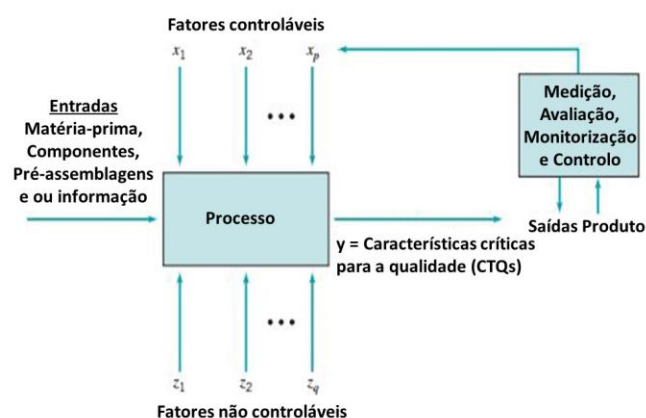 Fatores controláveis
x1 x2 xp
Entradas
Matéria-prima,
Componentes,
Pré-assemblagens
e ou informação
•••
Medição,
Avaliação,
Monitorização
e Controlo
Processo
Saídas Produto
y = Características críticas
para a qualidade (CTQs)
•••
z1 z2 zq
Fatores não controláveis